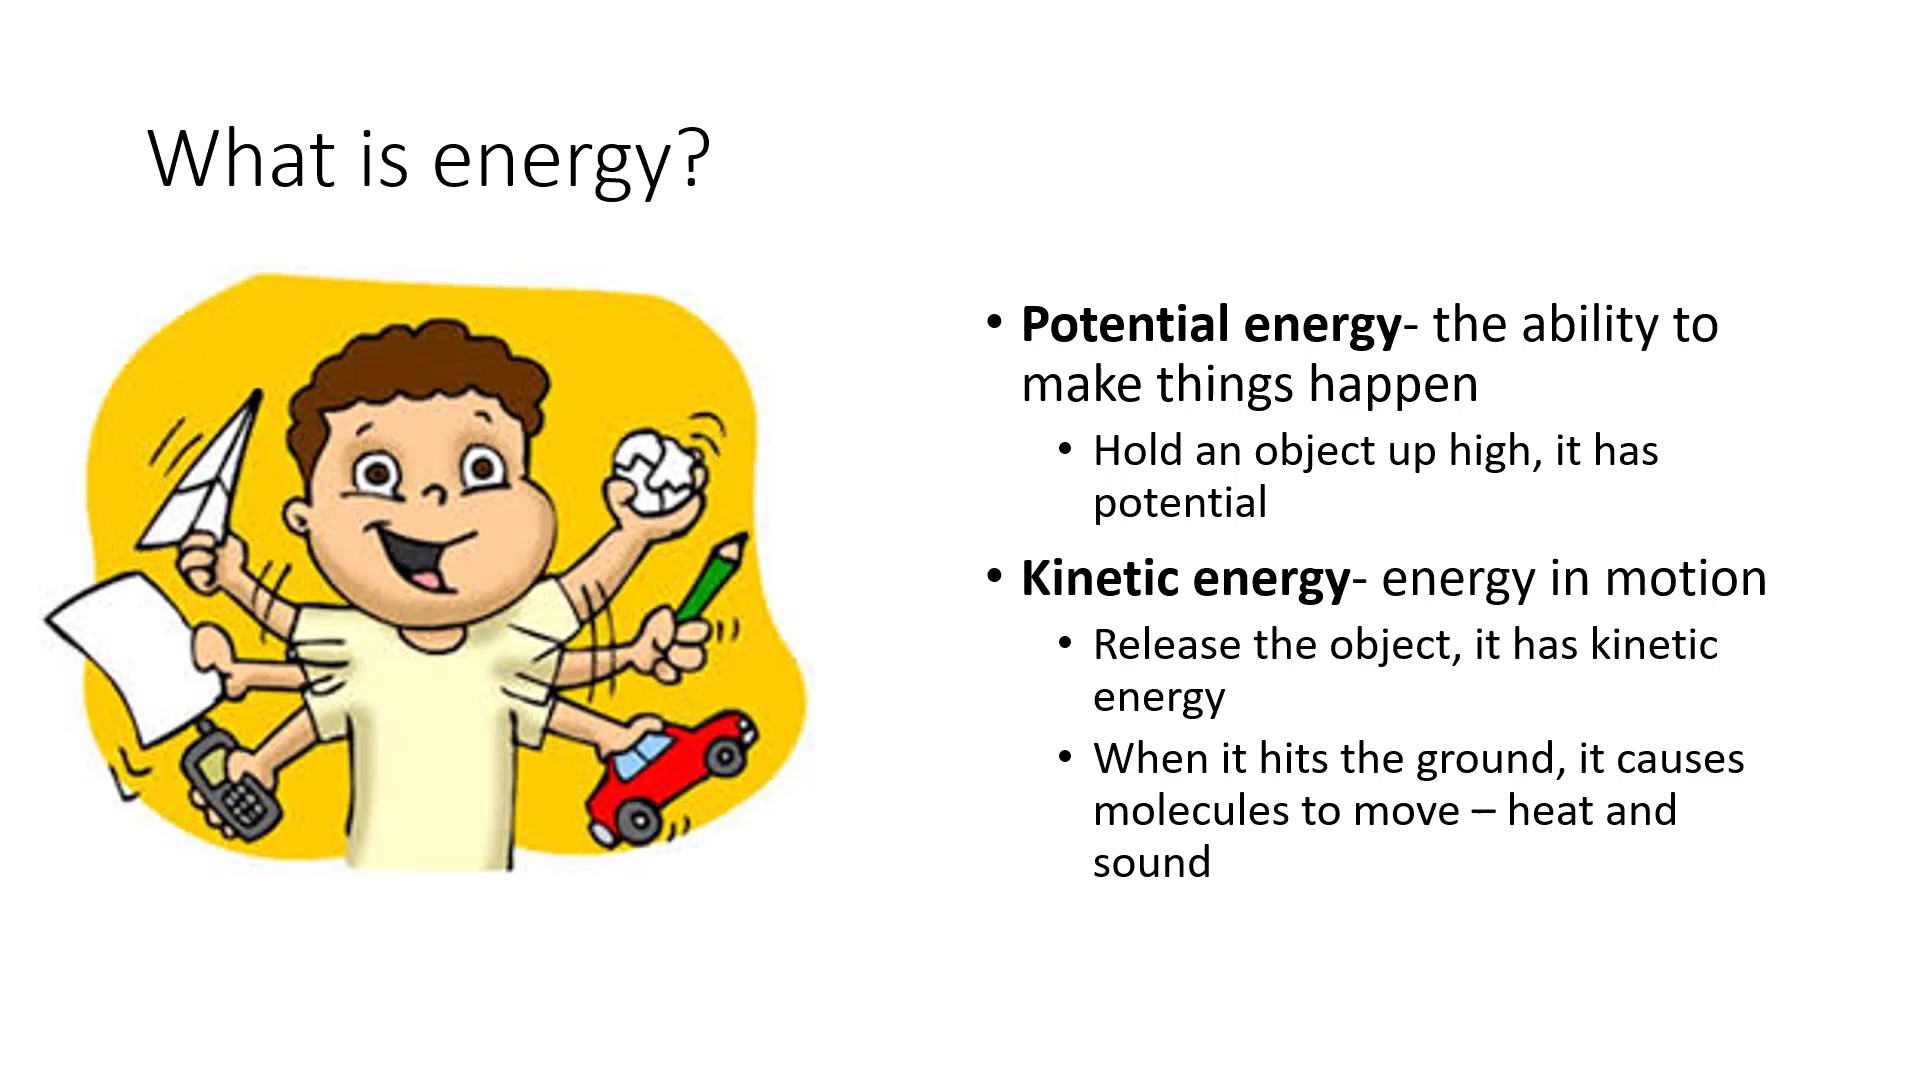 What is energy?
• Potential energy- the ability to
make things happen
• Hold an object up high, it has
potential
• Kinetic energy- energy in motion
• Release the object, it has kinetic
energy
• When it hits the ground, it causes
molecules to move – heat and
sound